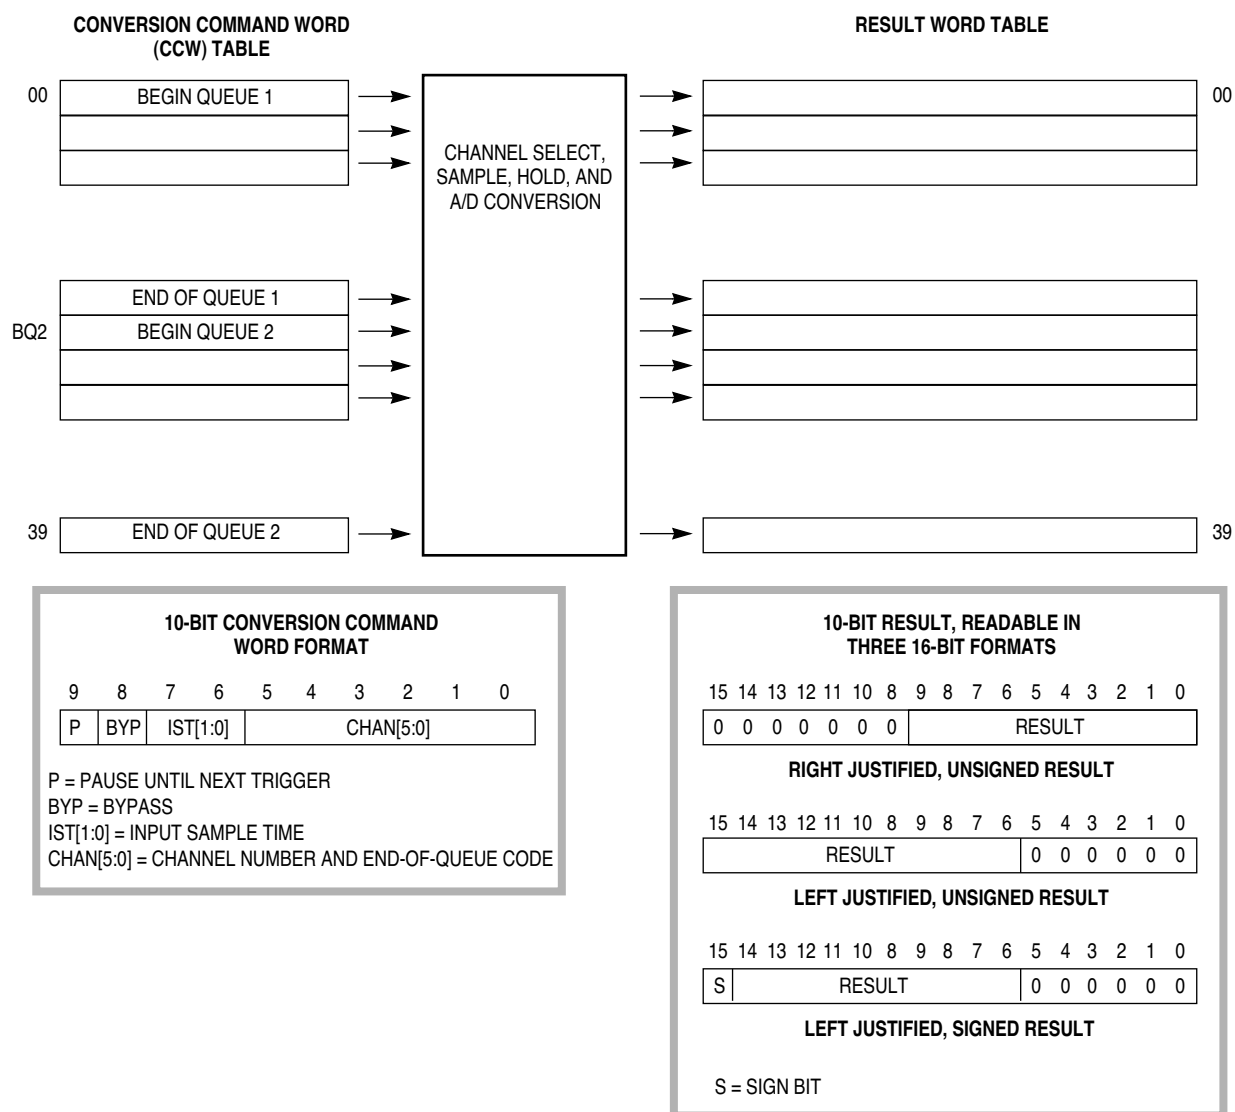 CONVERSION COMMAND WORD
(CCW) TABLE
RESULT WORD TABLE
00 BEGIN QUEUE 1 00
CHANNEL SELECT,
SAMPLE, HOLD, AND
A/D CONVERSION
END OF QUEUE 1
BQ2 BEGIN QUEUE 2
39 END OF QUEUE 2 39
10-BIT CONVERSION COMMAND
WORD FORMAT
9 8 7 6 5 4 3 2 1 0
P BYP IST[1:0] CHAN[5:0]
P = PAUSE UNTIL NEXT TRIGGER
BYP = BYPASS
IST[1:0] = INPUT SAMPLE TIME
CHAN[5:0] = CHANNEL NUMBER AND END-OF-QUEUE CODE
10-BIT RESULT, READABLE IN
THREE 16-BIT FORMATS
15 14 13 12 11 10 8 9 8 7 6 5 4 3 2 1 0
0 0 0 0 0 0 0 RESULT
RIGHT JUSTIFIED, UNSIGNED RESULT
15 14 13 12 11 10 8 9 8 7 6 5 4 3 2 1 0
RESULT 0 0 0 0 0 0
LEFT JUSTIFIED, UNSIGNED RESULT
15 14 13 12 11 10 8 9 8 7 6 5 4 3 2 1 0
S RESULT 0 0 0 0 0 0
LEFT JUSTIFIED, SIGNED RESULT
S = SIGN BIT